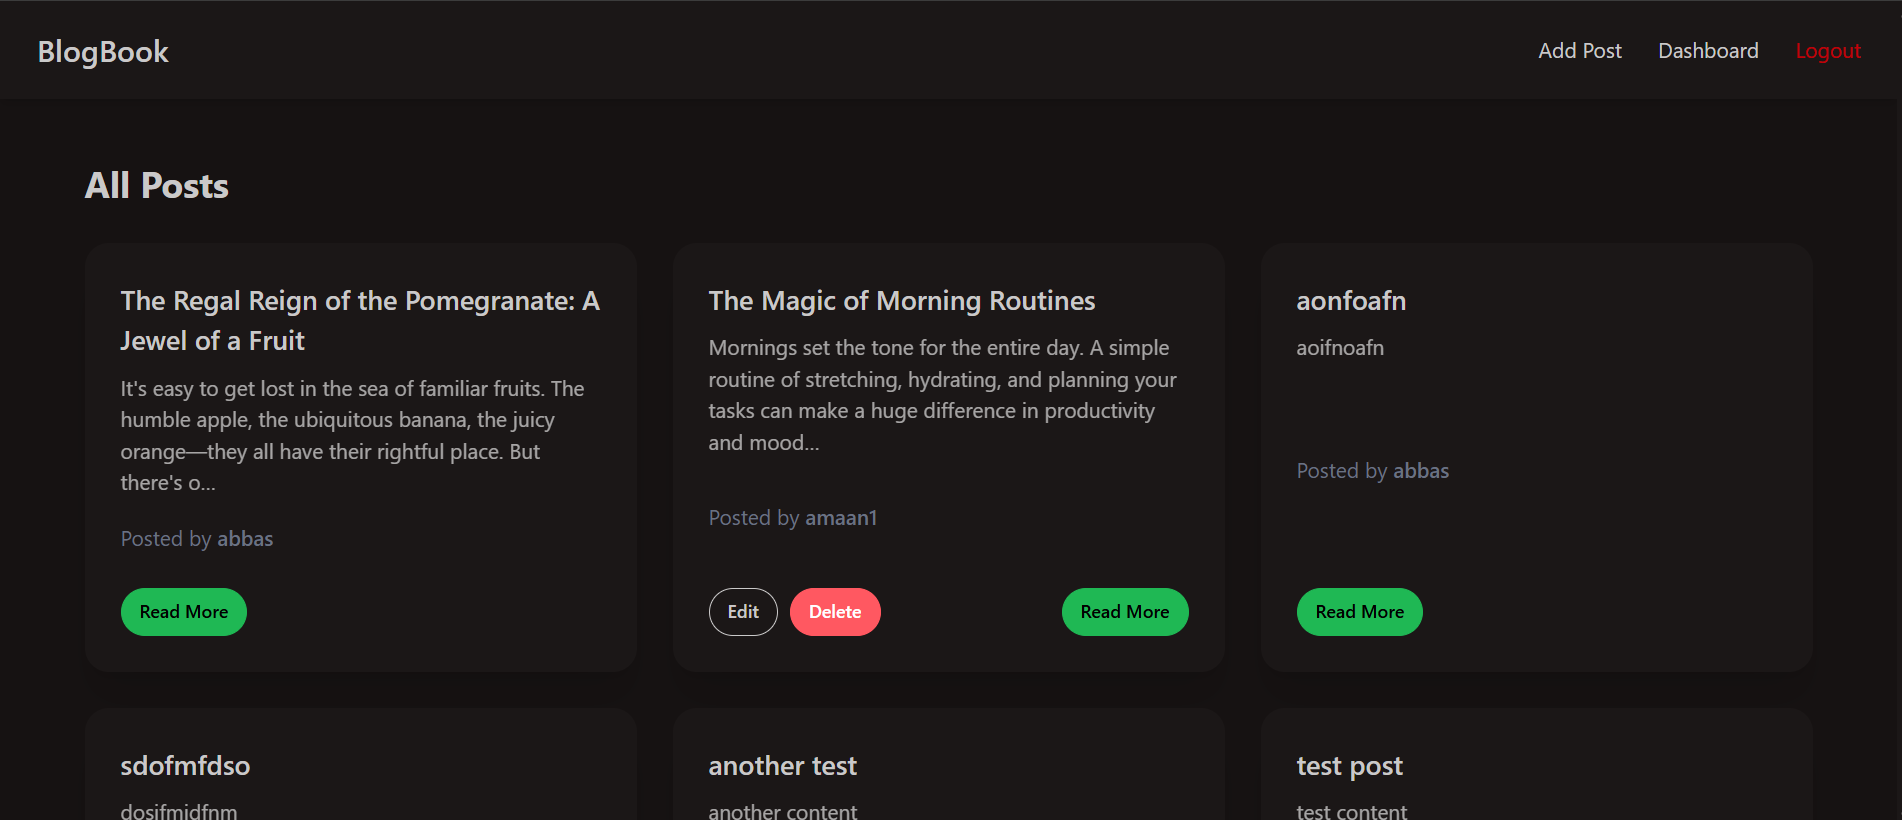 BlogBook
Add Post
Dashboard
Logout
All Posts
The Regal Reign of the Pomegranate: A
Jewel of a Fruit
It's easy to get lost in the sea of familiar fruits. The
humble apple, the ubiquitous banana, the juicy
orange—they all have their rightful place. But
there's o...
Posted by abbas
Read More
The Magic of Morning Routines
Mornings set the tone for the entire day. A simple
routine of stretching, hydrating, and planning your
tasks can make a huge difference in productivity
and mood...
Posted by amaan1
Edit
Delete
Read More
aonfoafn
aoifnoafn
Posted by abbas
Read More
sdofmfdso
dosifmidfnm
another test
another content
test post
test content